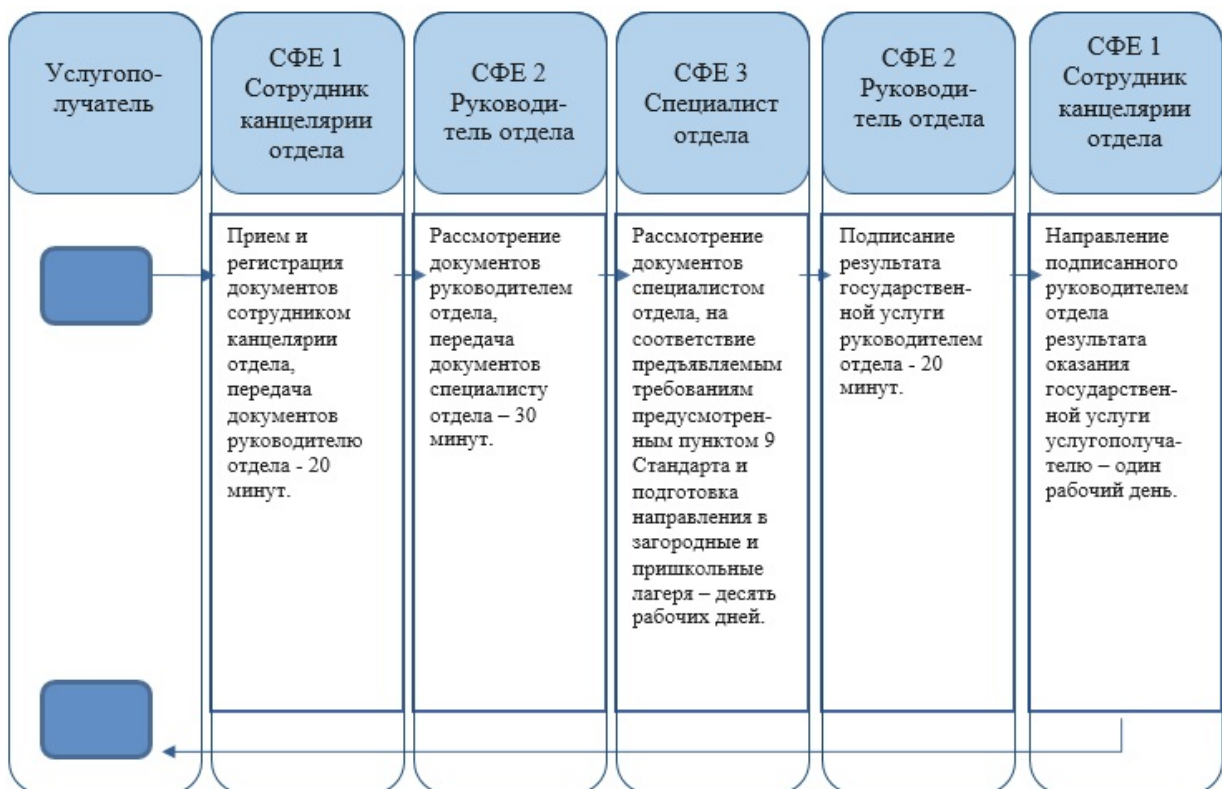 Услугопо-
лучатель
СФЕ 1
Сотрудник
канцелярии
отдела
СФЕ 2
Руководи-
тель отдела
СФЕ 3
Специалист
отдела
СФЕ 2
Руководи-
тель отдела
СФЕ 1
Сотрудник
канцелярии
отдела
Прием и
регистрация
документов
сотрудником
канцелярии
отдела,
передача
документов
руководителю
отдела - 20
минут.
Рассмотрение
документов
руководителем
отдела,
передача
документов
специалисту
отдела – 30
минут.
Рассмотрение
документов
специалистом
отдела, на
соответствие
предъявляемым
требованиям
предусмотрен-
ным пунктом 9
Стандарта и
подготовка
направления в
загородные и
пришкольные
лагеря – десять
рабочих дней.
Подписание
результата
государствен-
ной услуги
руководителем
отдела - 20
минут.
Направление
подписанного
руководителем
отдела
результата
оказания
государствен-
ной услуги
услугополуча-
телю – один
рабочий день.